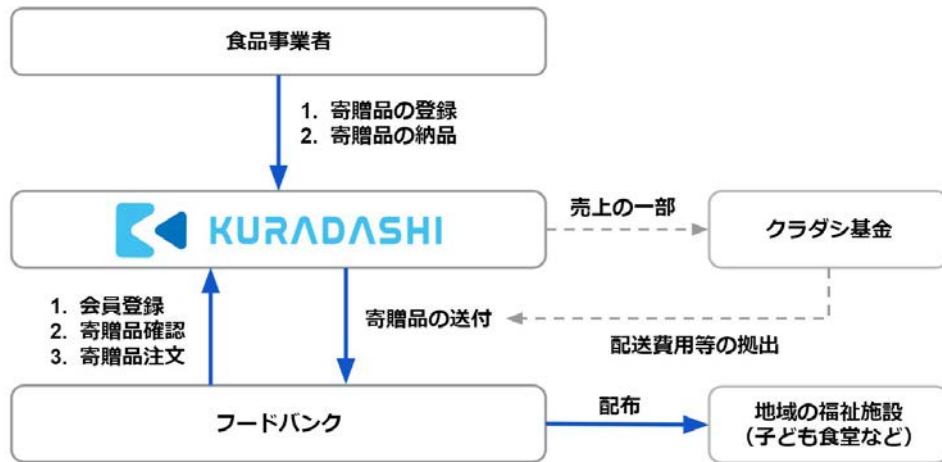 食品事業者
1. 寄贈品の登録
2. 寄贈品の納品
KURADASHI
売上の一部
クラダシ基金
1. 会員登録
2. 寄贈品確認
3. 寄贈品注文
寄贈品の送付
配送費用等の拠出
フードバンク
配布
地域の福祉施設
（子ども食堂など）